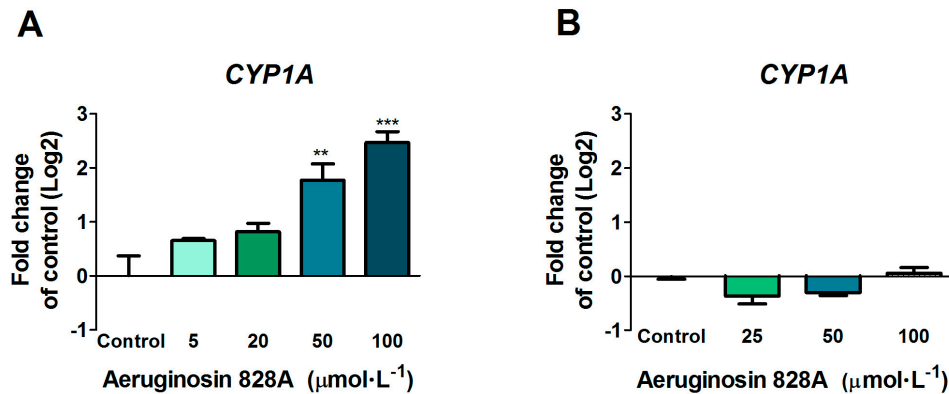 A
CYP1A
Fold change
of control (Log2)
3
2
1
0
-1
**
***
Control 5 20 50 100
Aeruginosin 828A (μmol·L⁻¹)
B
CYP1A
Fold change
of control (Log2)
3
2
1
0
-1
Control 25 50 100
Aeruginosin 828A (μmol·L⁻¹)